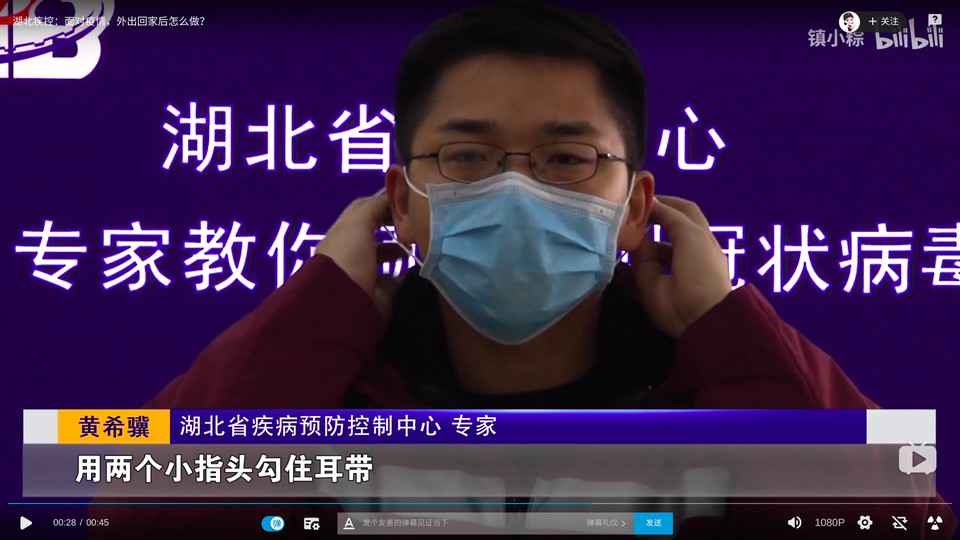 湖北疾控：面对疫情，外出回家后怎么做？
+ 关注
?
镇小粽 bilibili
湖北省 心
专家教你 冠状病毒
黄希骥 湖北省疾病预防控制中心 专家
用两个小指头勾住耳带
00:28 / 00:45
弹
A 发个友善的弹幕见证当下
弹幕礼仪 >
发送
1080P